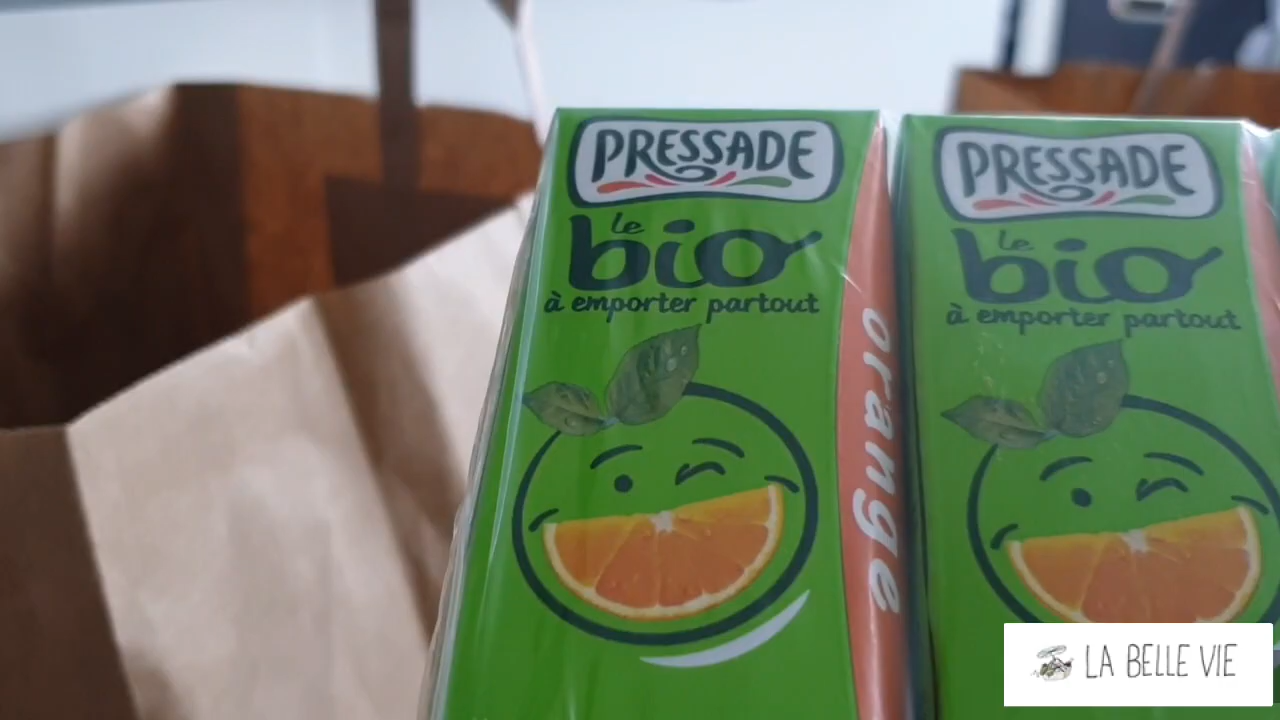 PRESSADE
le
bio
à emporter partout
orange
PRESSADE
le
bio
à emporter partout
LA BELLE VIE